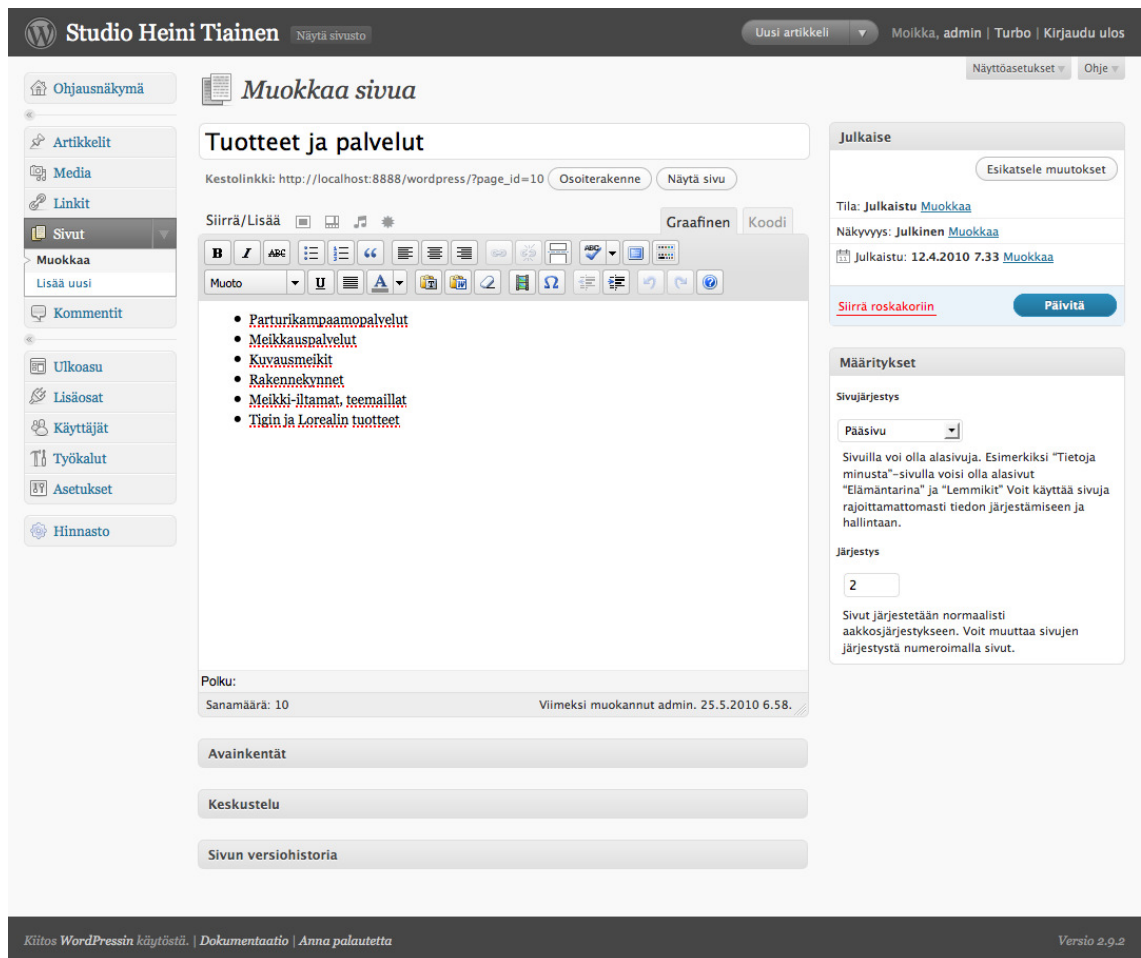 Studio Heini Tiainen Näytä sivusto
Uusi artikkeli Moikka, admin | Turbo | Kirjaudu ulos
Näyttöasetukset Ohje
Ohjausnäkymä
Artikkelit
Media
Linkit
Sivut
Muokkaa
Lisää uusi
Kommentit
Ulkoasu
Lisäosat
Käyttäjät
Työkalut
Asetukset
Hinnasto
Muokkaa sivua
Tuotteet ja palvelut
Kestolinkki: http://localhost:8888/wordpress/?page_id=10 Osoiterakenne Näytä sivu
Siirrä/Lisää Graafinen Koodi
B I ABC ABC
Muoto U A Ω
Parturikampaamopalvelut
Meikkauspalvelut
Kuvausmeikit
Rakennekynnet
Meikki-iltamat, teemaillat
Tigin ja Lorealin tuotteet
Polku:
Sanamäärä: 10 Viimeksi muokannut admin. 25.5.2010 6.58.
Avainkentät
Keskustelu
Sivun versiohistoria
Julkaise
Esikatsele muutokset
Tila: Julkaistu Muokkaa
Näkyvyys: Julkinen Muokkaa
Julkaistu: 12.4.2010 7.33 Muokkaa
Siirrä roskakoriin Päivitä
Määritykset
Sivujärjestys
Pääsivu
Sivuilla voi olla alasivuja. Esimerkiksi “Tietoja
minusta”–sivulla voisi olla alasivut
“Elämäntarina” ja “Lemmikit” Voit käyttää sivuja
rajoittamattomasti tiedon järjestämiseen ja
hallintaan.
Järjestys
2
Sivut järjestetään normaalisti
aakkosjärjestykseen. Voit muuttaa sivujen
järjestystä numeroimalla sivut.
Kiitos WordPressin käytöstä. | Dokumentaatio | Anna palautetta
Versio 2.9.2